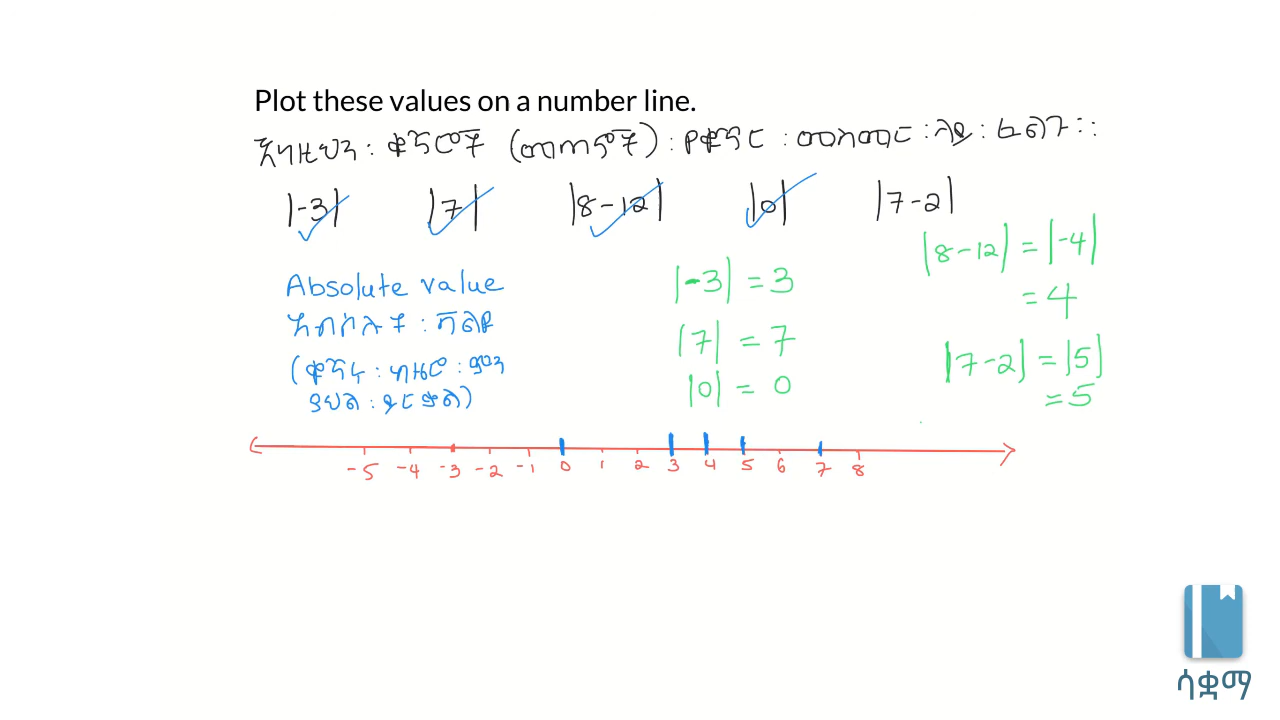 Plot these values on a number line.
እነዚህን : ቁጥሮች (መጠኖች) : የቁጥር : መስመር : ላይ : ፈልጉ ::
|-3| |7| |8-12| |0| |7-2|
|8-12| = |-4|
= 4
Absolute value
አብሶሉት : ቫልዩ
(ቁጥሩ : ከዜሮ : ምን
ያህል : ይርቃል)
|-3| = 3
|7| = 7
|0| = 0
|7-2| = |5|
= 5
-5 -4 -3 -2 -1 0 1 2 3 4 5 6 7 8
ሳቋማ